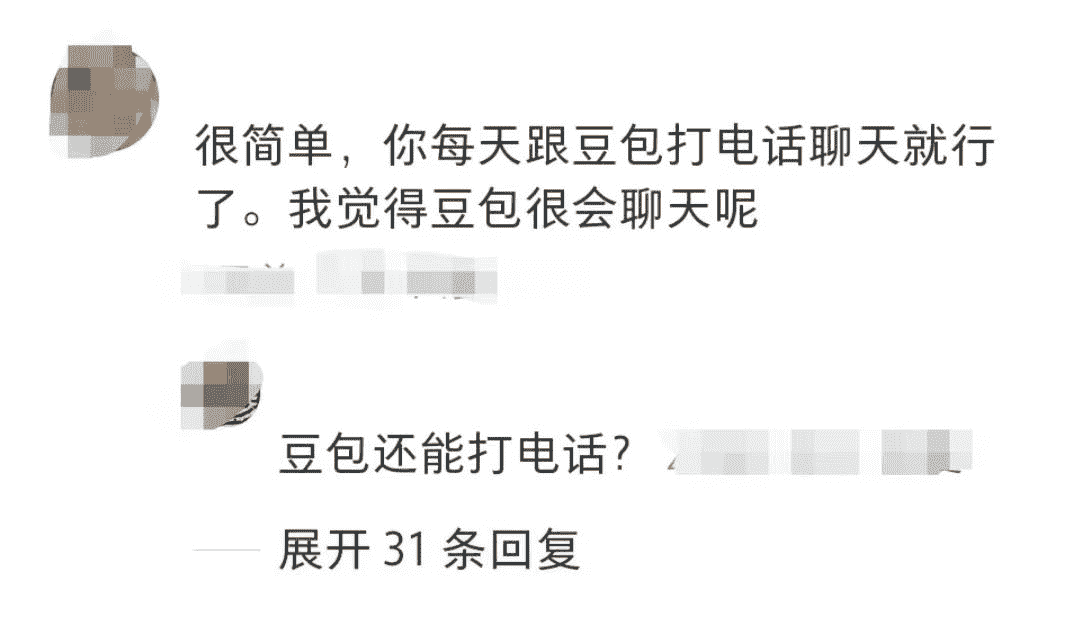 很简单，你每天跟豆包打电话聊天就行
了。我觉得豆包很会聊天呢
豆包还能打电话？
展开 31 条回复